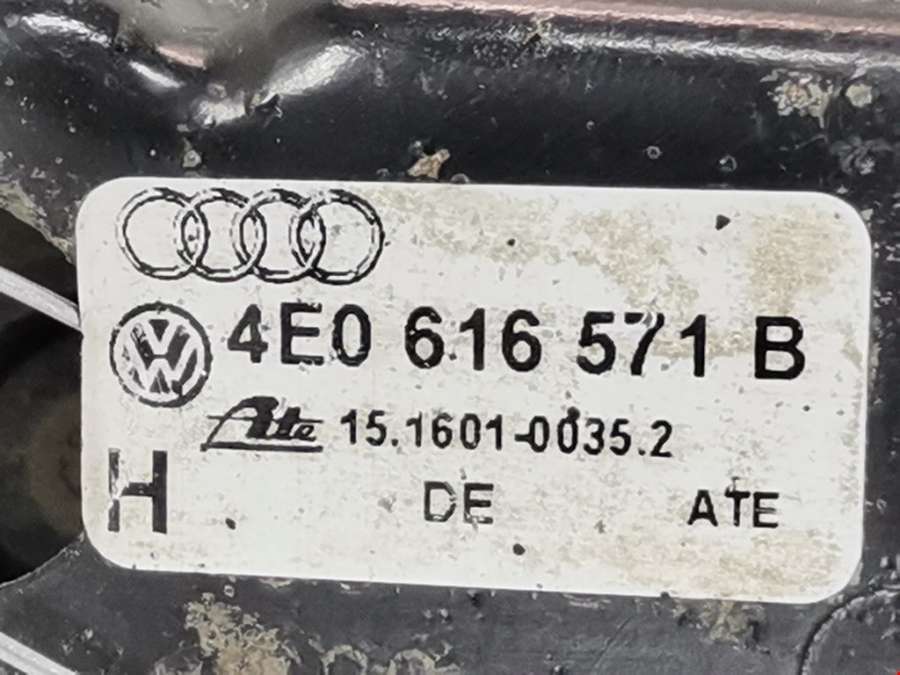 4E0 616 571 B
Ate 15.1601-0035.2
H DE ATE